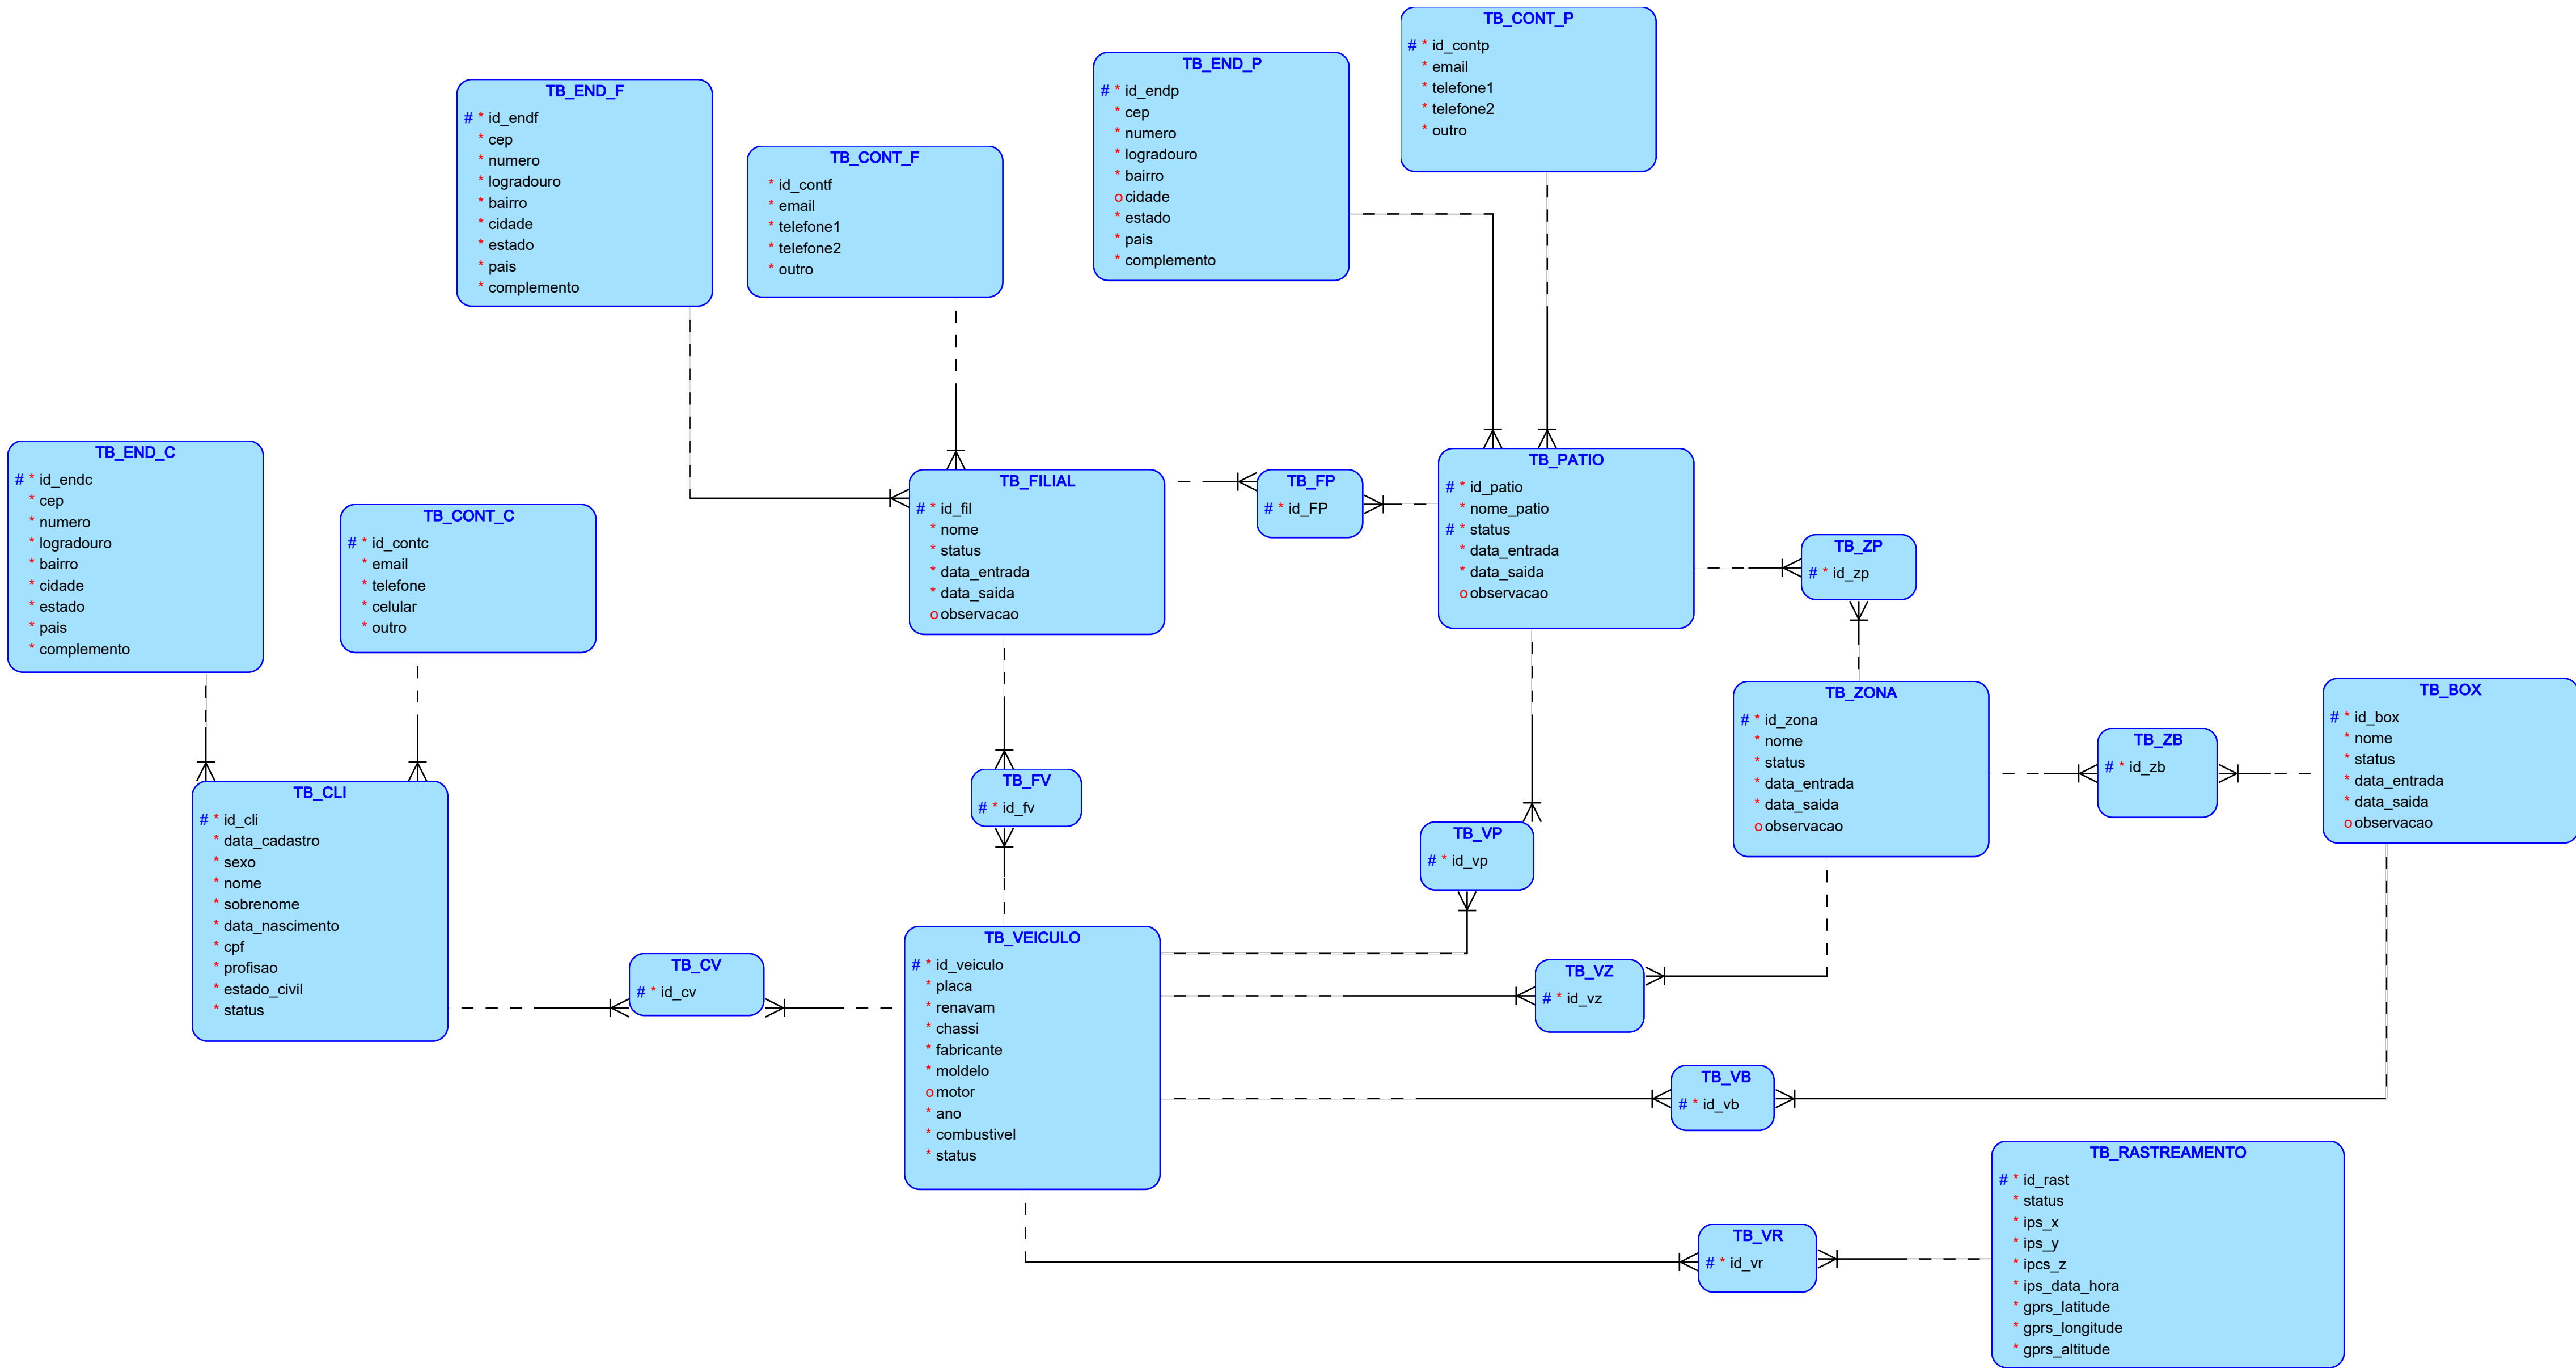 TB_CONT_P
# * id_contp
* email
* telefone1
* telefone2
* outro
TB_END_P
# * id_endp
* cep
* numero
* logradouro
* bairro
o cidade
* estado
* pais
* complemento
TB_END_F
# * id_endf
* cep
* numero
* logradouro
* bairro
* cidade
* estado
* pais
* complemento
TB_CONT_F
* id_contf
* email
* telefone1
* telefone2
* outro
TB_END_C
# * id_endc
* cep
* numero
* logradouro
* bairro
* cidade
* estado
* pais
* complemento
TB_CONT_C
# * id_contc
* email
* telefone
* celular
* outro
TB_FILIAL
# * id_fil
* nome
* status
* data_entrada
* data_saida
o observacao
TB_FP
# * id_FP
TB_PATIO
# * id_patio
* nome_patio
# * status
* data_entrada
* data_saida
o observacao
TB_ZP
# * id_zp
TB_ZONA
# * id_zona
* nome
* status
* data_entrada
* data_saida
o observacao
TB_ZB
# * id_zb
TB_BOX
# * id_box
* nome
* status
* data_entrada
* data_saida
o observacao
TB_CLI
# * id_cli
* data_cadastro
* sexo
* nome
* sobrenome
* data_nascimento
* cpf
* profisao
* estado_civil
* status
TB_FV
# * id_fv
TB_VP
# * id_vp
TB_CV
# * id_cv
TB_VEICULO
# * id_veiculo
* placa
* renavam
* chassi
* fabricante
* moldelo
o motor
* ano
* combustivel
* status
TB_VZ
# * id_vz
TB_VB
# * id_vb
TB_VR
# * id_vr
TB_RASTREAMENTO
# * id_rast
* status
* ips_x
* ips_y
* ipcs_z
* ips_data_hora
* gprs_latitude
* gprs_longitude
* gprs_altitude